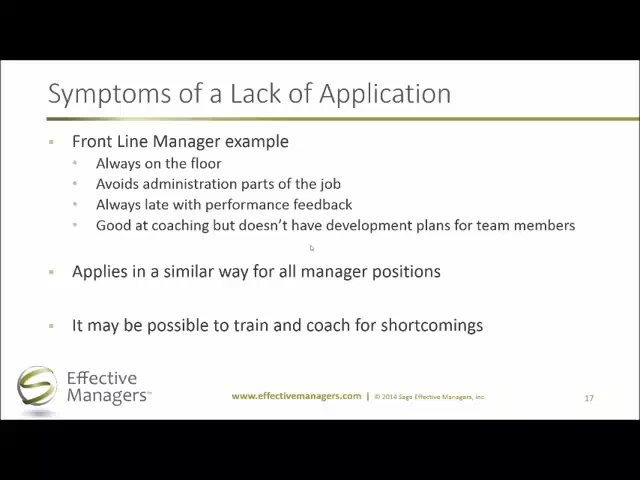 Symptoms of a Lack of Application
Front Line Manager example
Always on the floor
Avoids administration parts of the job
Always late with performance feedback
Good at coaching but doesn't have development plans for team members
Applies in a similar way for all manager positions
It may be possible to train and coach for shortcomings
Effective
Managers™
www.effectivemanagers.com | © 2014 Sage Effective Managers, Inc.
17